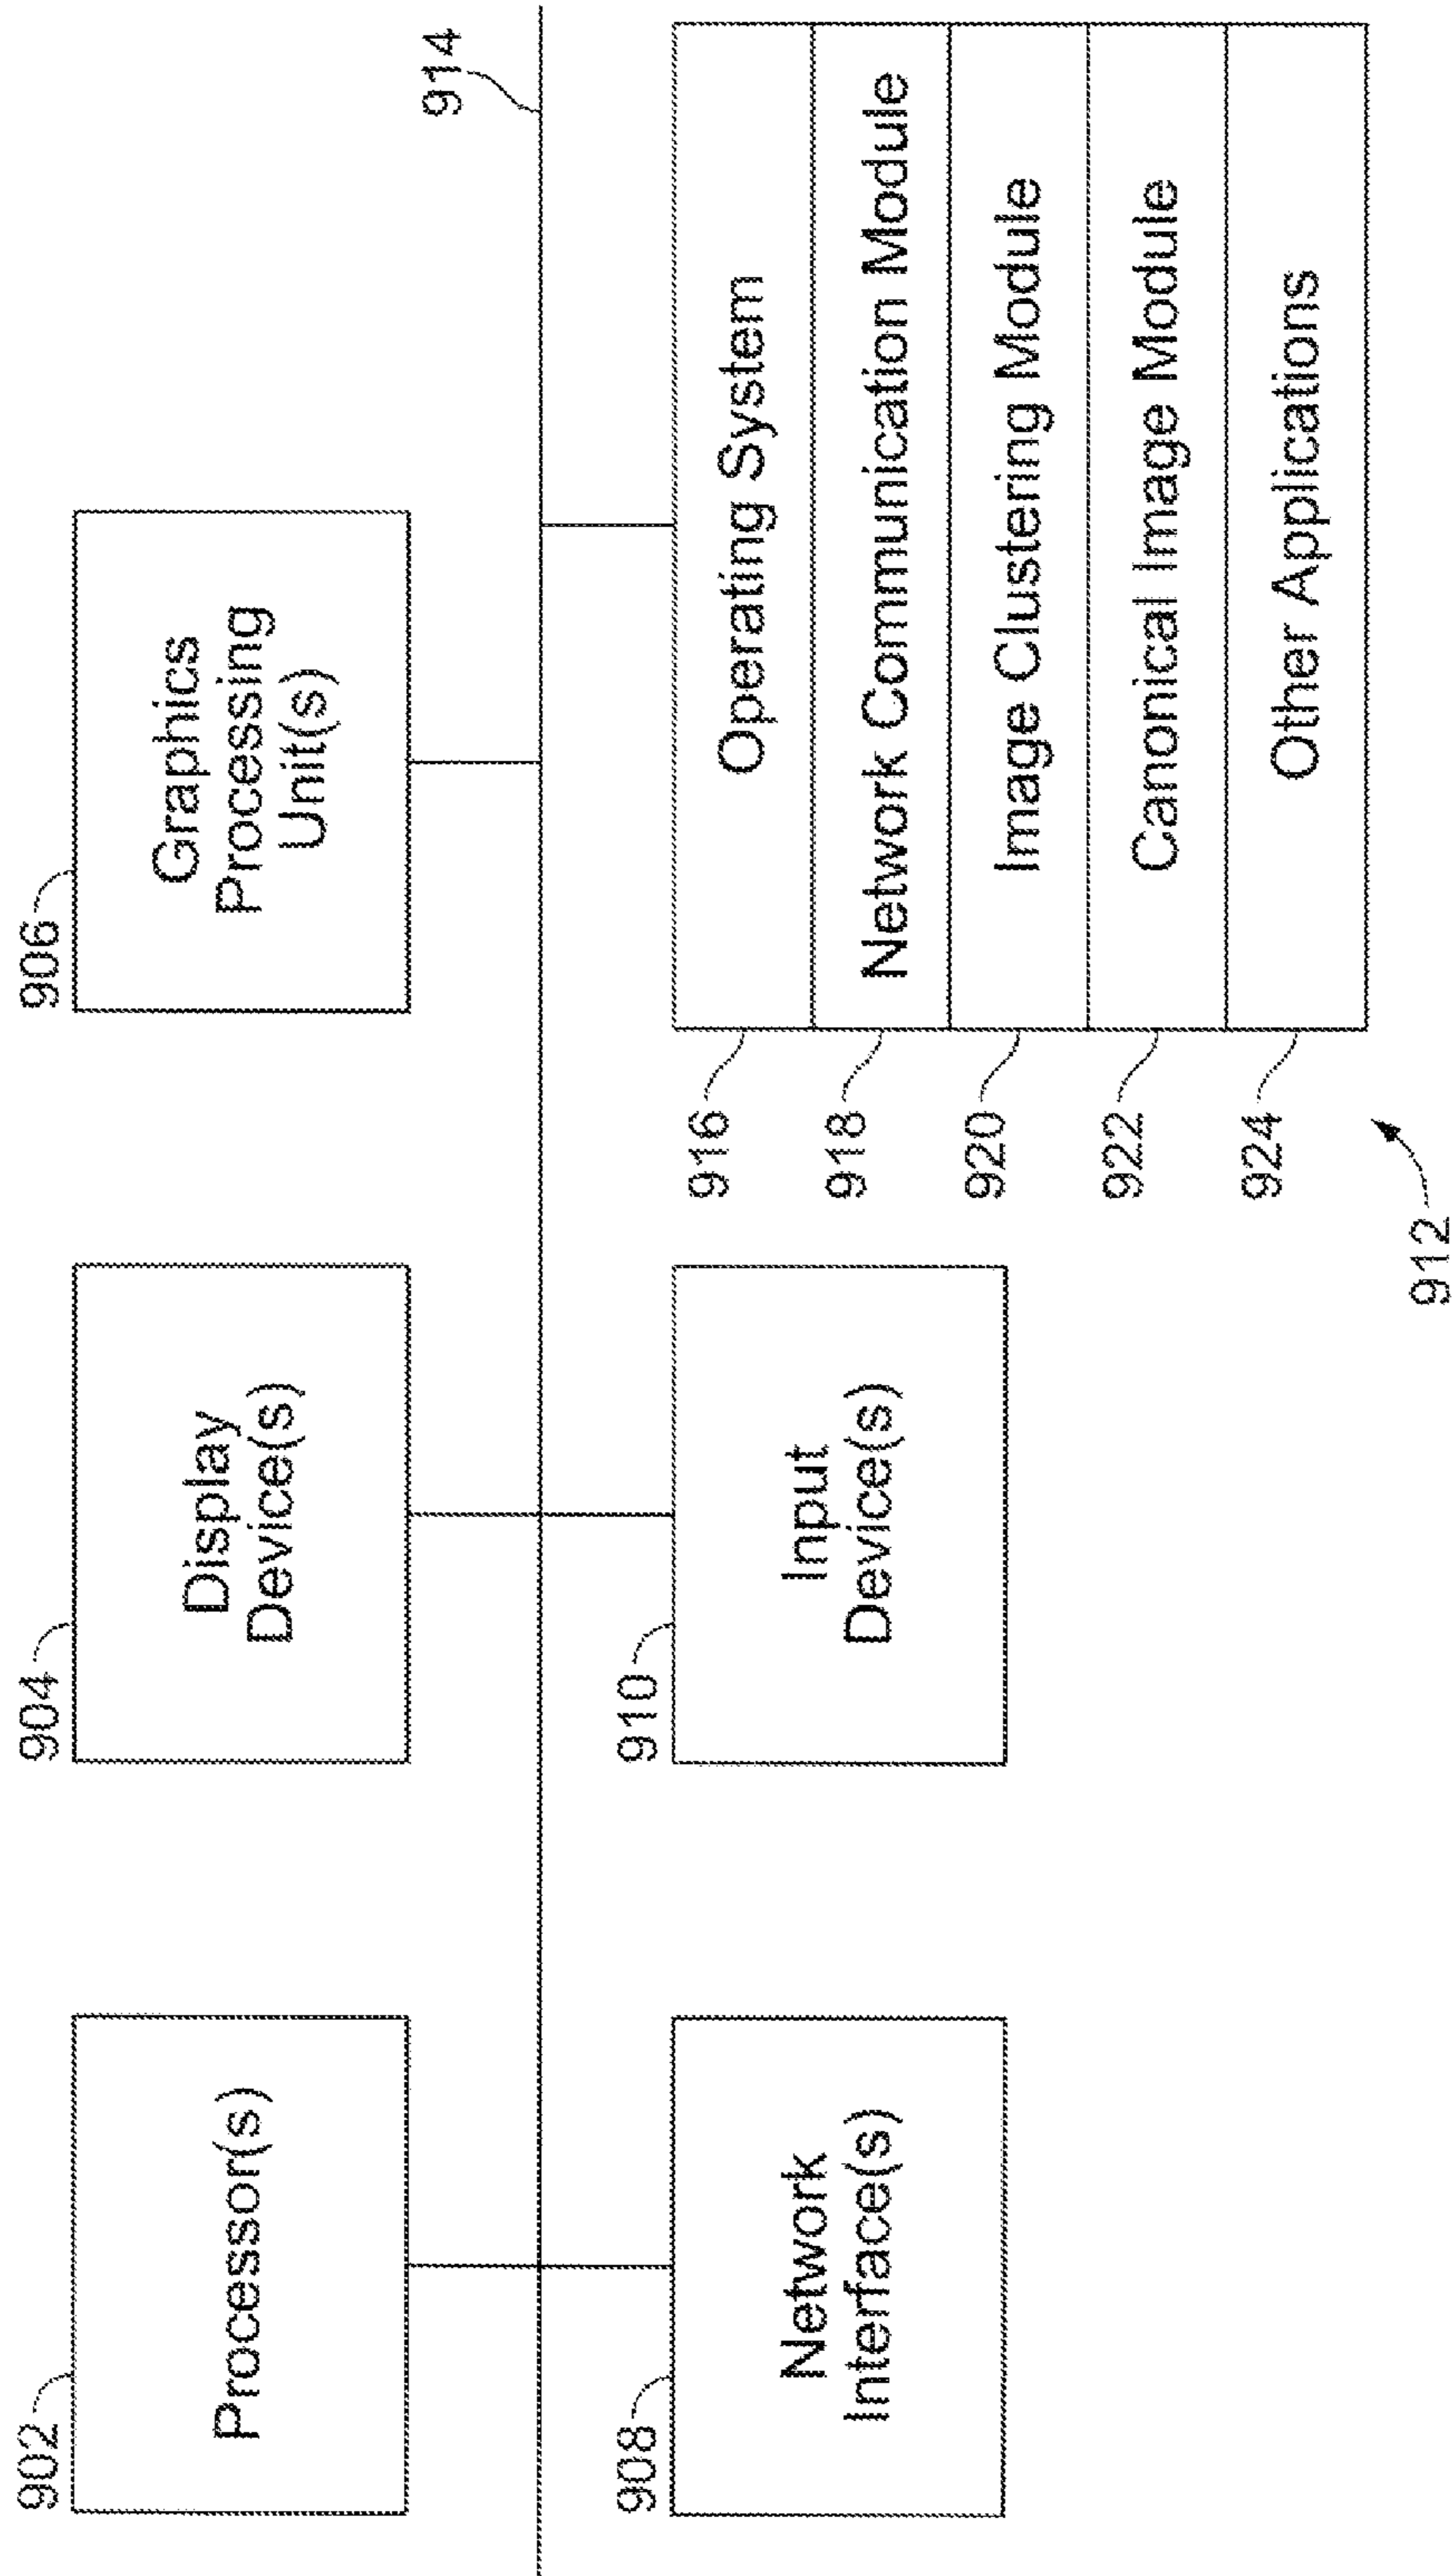 902
Processor(s)
904
Display
Device(s)
906
Graphics
Processing
Unit(s)
914
908
Network
Interface(s)
910
Input
Device(s)
916
Operating System
918
Network Communication Module
920
Image Clustering Module
922
Canonical Image Module
924
Other Applications
912